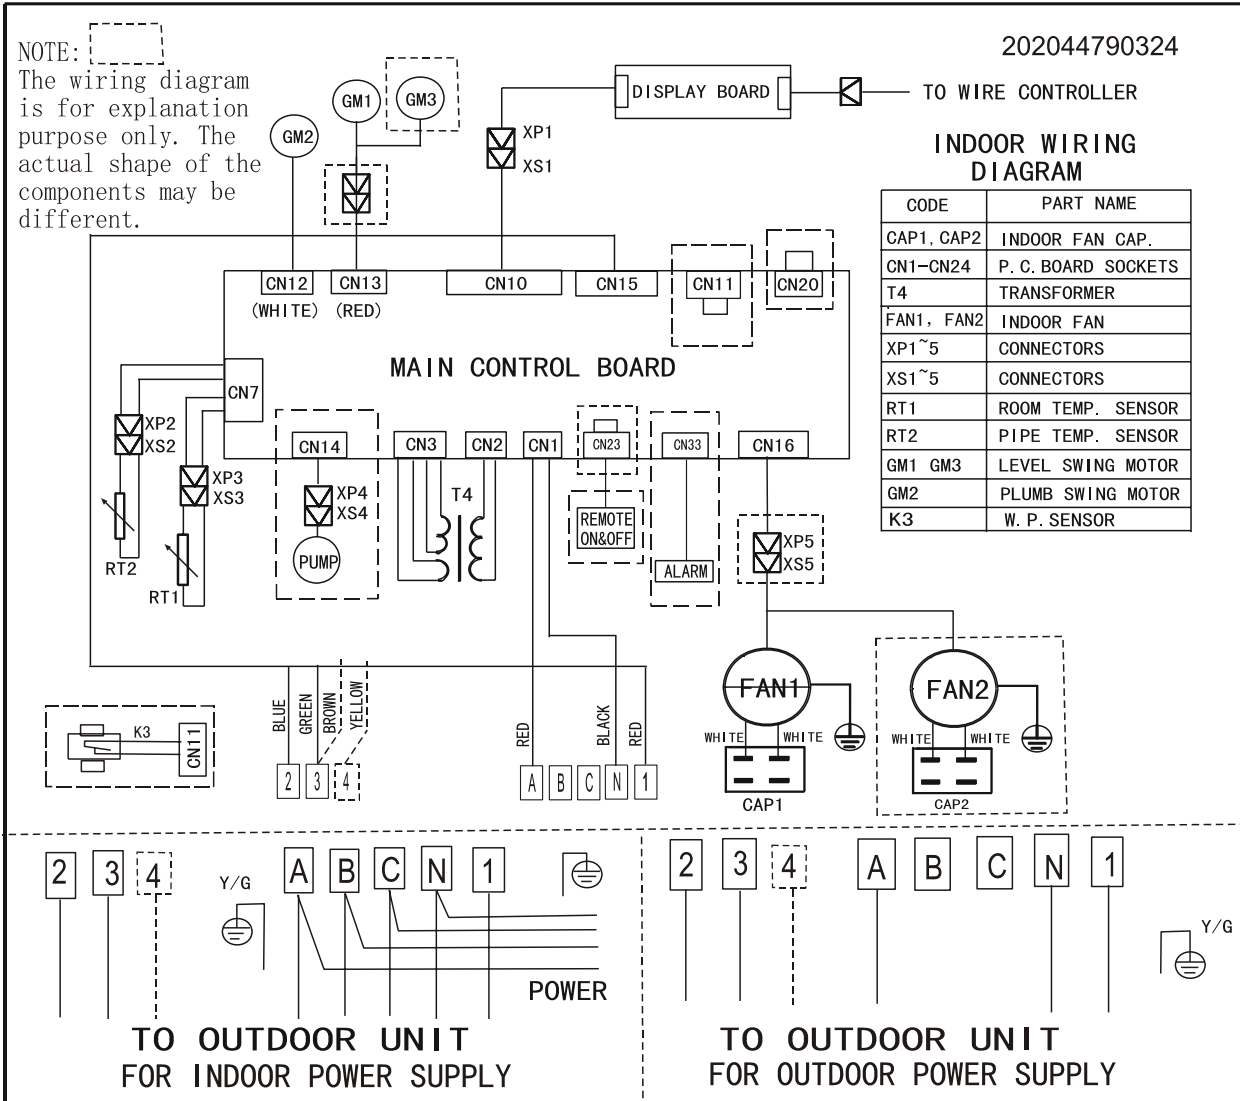 NOTE:
The wiring diagram
is for explanation
purpose only. The
actual shape of the
components may be
different.
202044790324
GM1
GM3
GM2
DISPLAY BOARD
TO WIRE CONTROLLER
XP1
XS1
INDOOR WIRING
DIAGRAM
CODE PART NAME
CAP1, CAP2 INDOOR FAN CAP.
CN1-CN24 P.C.BOARD SOCKETS
T4 TRANSFORMER
FAN1, FAN2 INDOOR FAN
XP1~5 CONNECTORS
XS1~5 CONNECTORS
RT1 ROOM TEMP. SENSOR
RT2 PIPE TEMP. SENSOR
GM1 GM3 LEVEL SWING MOTOR
GM2 PLUMB SWING MOTOR
K3 W.P.SENSOR
CN12 CN13 CN10 CN15 CN11 CN20
(WHITE) (RED)
MAIN CONTROL BOARD
CN7
CN14 CN3 CN2 CN1 CN23 CN33 CN16
XP2
XS2
XP3
XS3
XP4
XS4
T4
REMOTE
ON&OFF
XP5
XS5
PUMP
ALARM
RT2
RT1
FAN1 FAN2
BLUE
GREEN
BROWN
YELLOW
RED
BLACK
RED
K3
CN11
WHITE WHITE WHITE WHITE
2 3 4 A B C N 1
CAP1 CAP2
2 3 4 Y/G A B C N 1
POWER
TO OUTDOOR UNIT
FOR INDOOR POWER SUPPLY
2 3 4 A B C N 1
Y/G
TO OUTDOOR UNIT
FOR OUTDOOR POWER SUPPLY